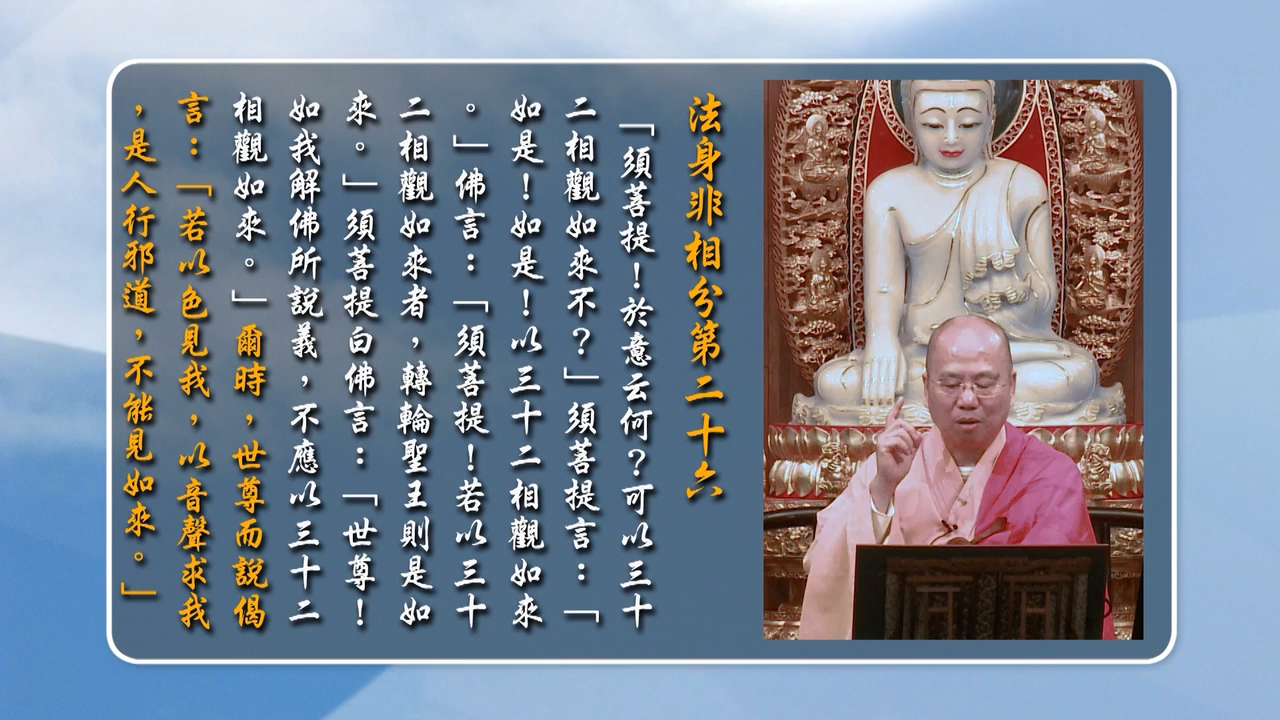 法身非相分第二十六
「須菩提！於意云何？可以三十
二相觀如來不？」須菩提言：「
如是！如是！以三十二相觀如來
。」佛言：「須菩提！若以三十
二相觀如來者，轉輪聖王則是如
來。」須菩提白佛言：「世尊！
如我解佛所說義，不應以三十二
相觀如來。」爾時，世尊而說偈
言：「若以色見我，以音聲求我
，是人行邪道，不能見如來。」